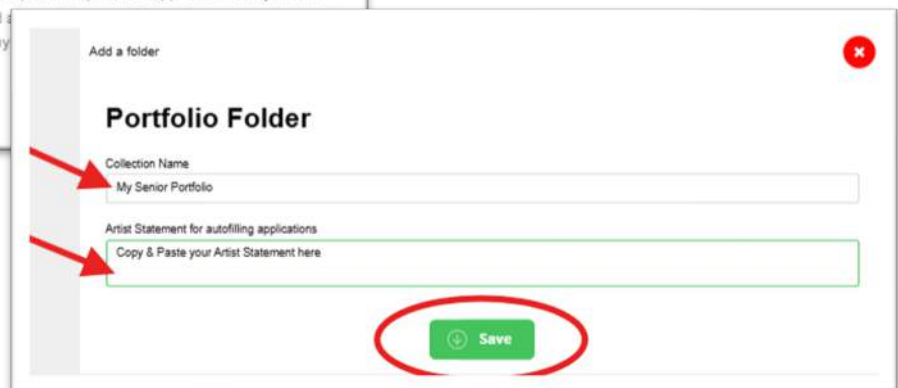 Add a folder
Portfolio Folder
Collection Name
My Senior Portfolio
Artist Statement for autofilling applications
Copy & Paste your Artist Statement here
Save